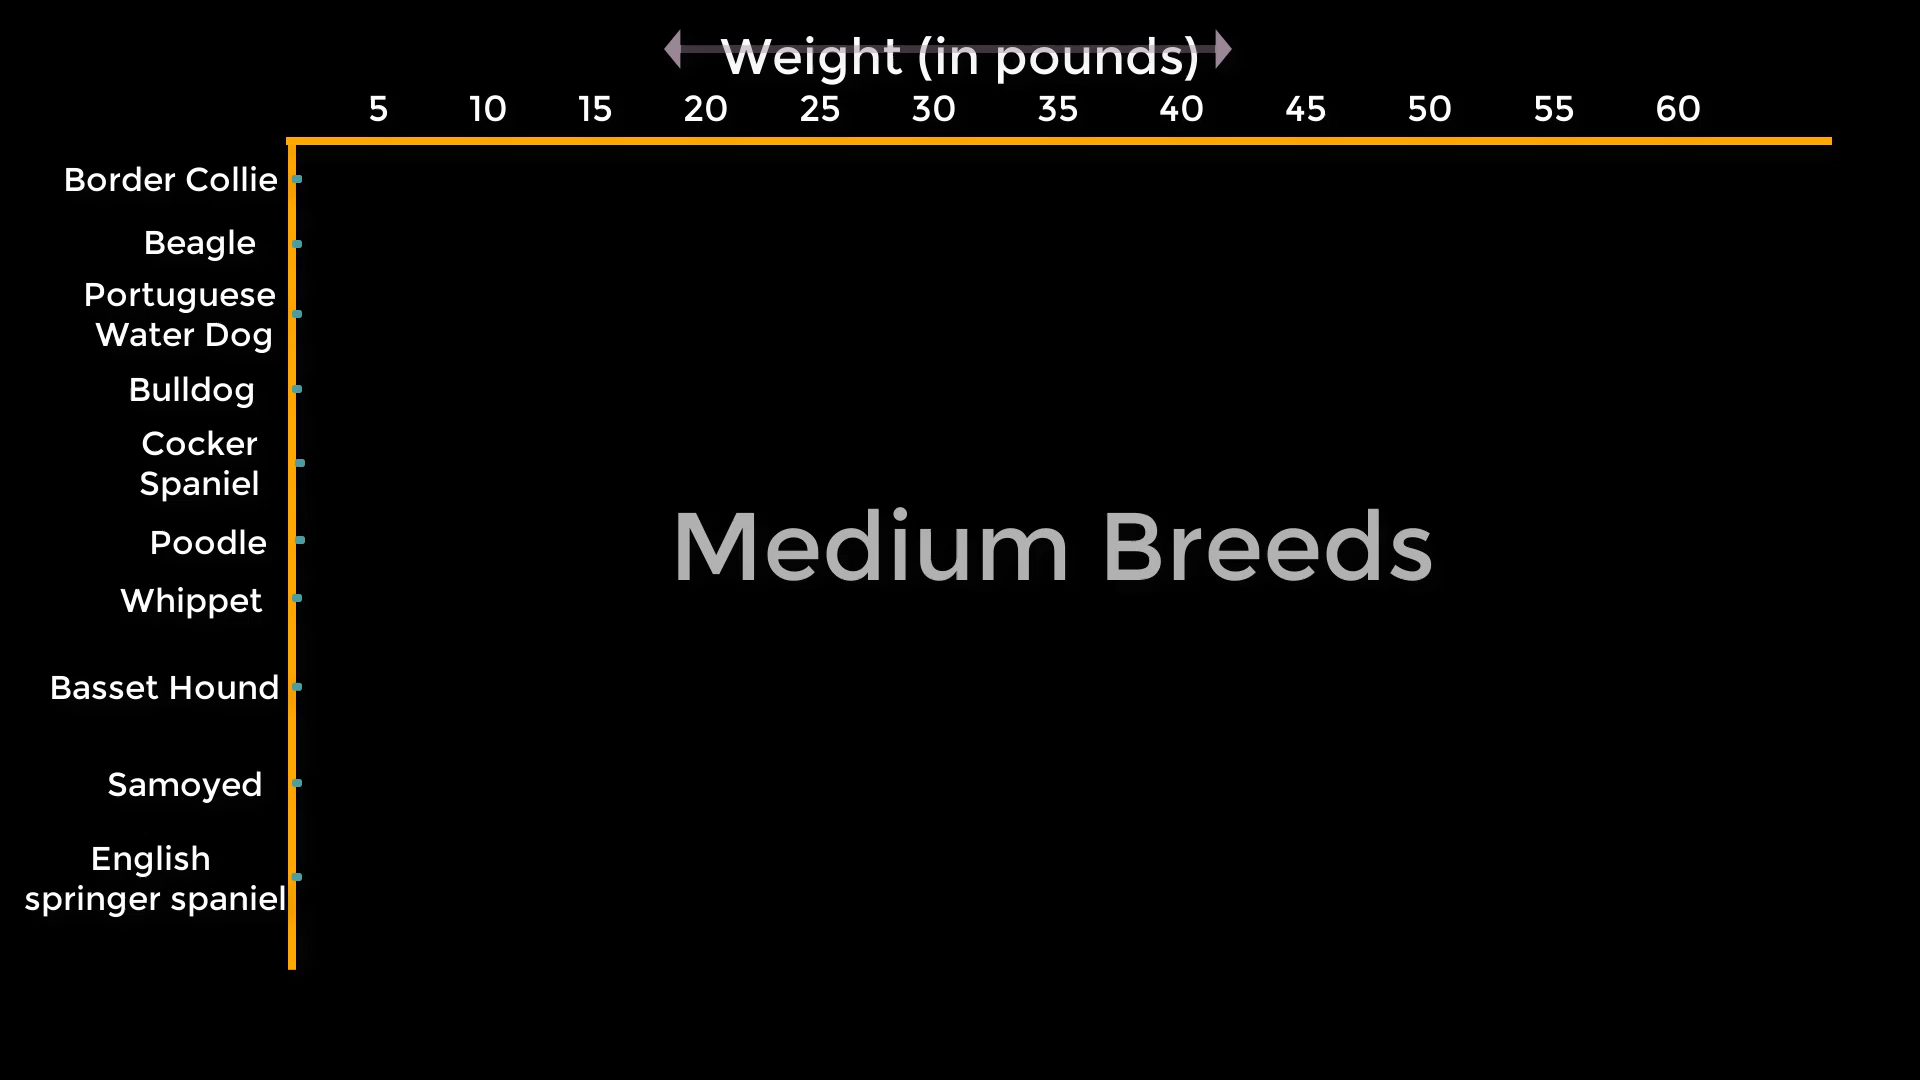 Weight (in pounds)
5 10 15 20 25 30 35 40 45 50 55 60
Border Collie
Beagle
Portuguese
Water Dog
Bulldog
Cocker
Spaniel
Poodle
Medium Breeds
Whippet
Basset Hound
Samoyed
English
springer spaniel